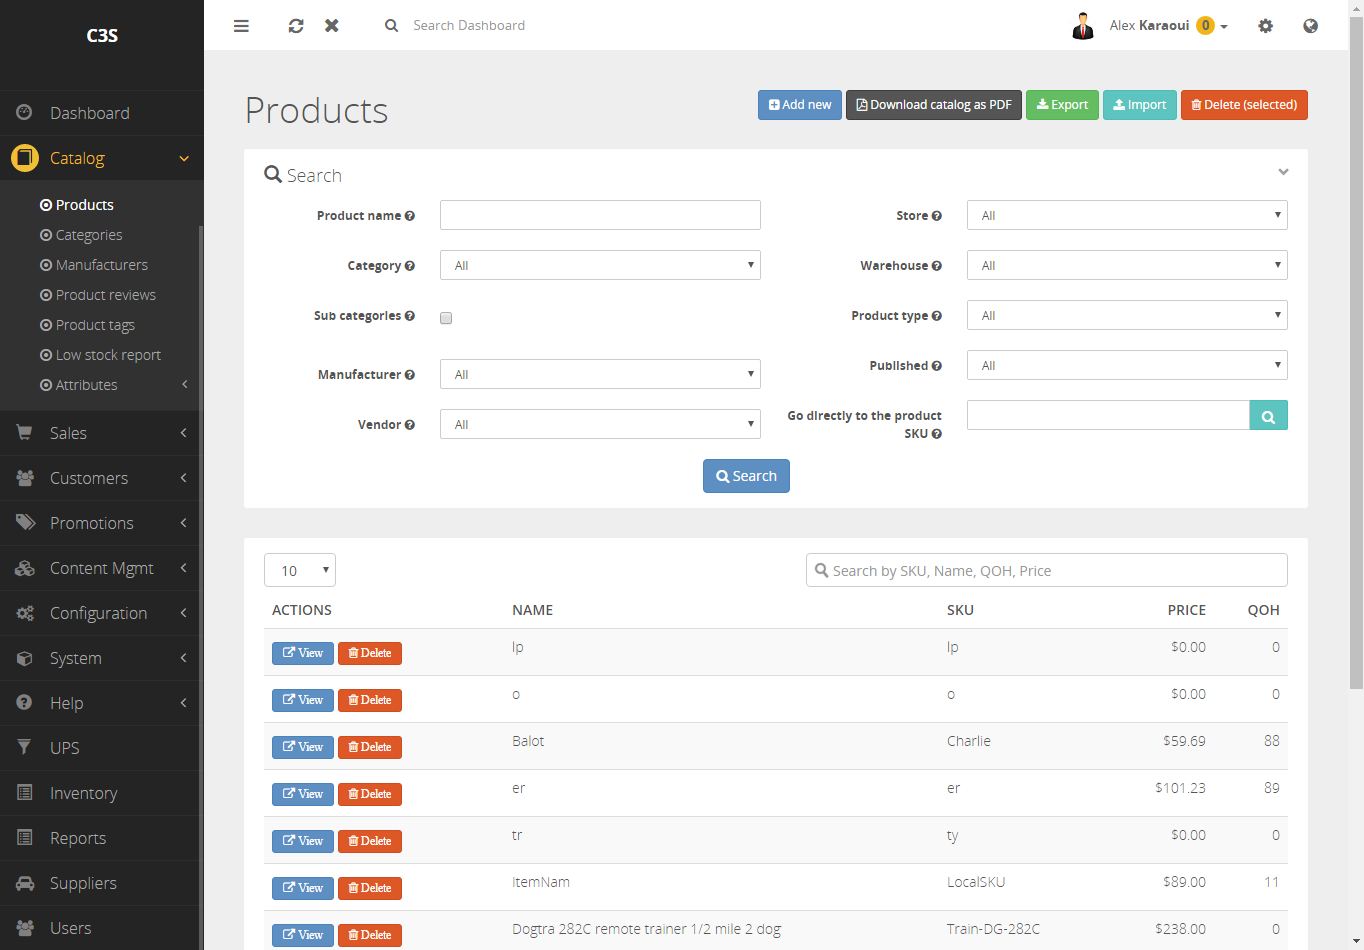 C3S
Search Dashboard
Alex Karaoui 0
Dashboard
Catalog
Products
Categories
Manufacturers
Product reviews
Product tags
Low stock report
Attributes
Sales
Customers
Promotions
Content Mgmt
Configuration
System
Help
UPS
Inventory
Reports
Suppliers
Users
Products
Add new
Download catalog as PDF
Export
Import
Delete (selected)
Search
Product name
Category All
Sub categories
Manufacturer All
Vendor All
Store All
Warehouse All
Product type All
Published All
Go directly to the product
SKU
Search
10
Search by SKU, Name, QOH, Price
ACTIONS NAME SKU PRICE QOH
View Delete lp lp $0.00 0
View Delete o o $0.00 0
View Delete Balot Charlie $59.69 88
View Delete er er $101.23 89
View Delete tr ty $0.00 0
View Delete ItemNam LocalSKU $89.00 11
View Delete Dogtra 282C remote trainer 1/2 mile 2 dog Train-DG-282C $238.00 0